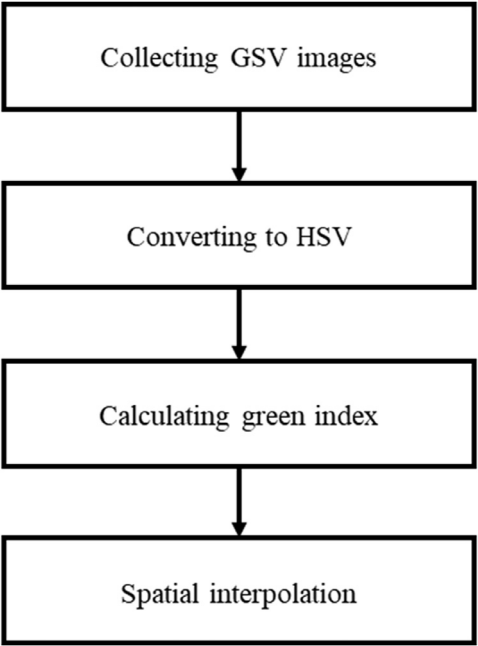 Collecting GSV images
Converting to HSV
Calculating green index
Spatial interpolation